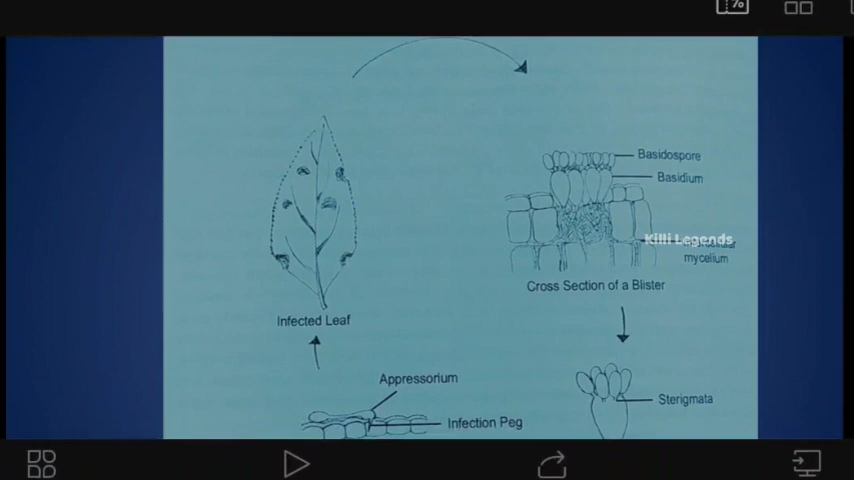 Basidospore
Basidium
Killi Legends
mycelium
Cross Section of a Blister
Infected Leaf
Appressorium
Sterigmata
Infection Peg